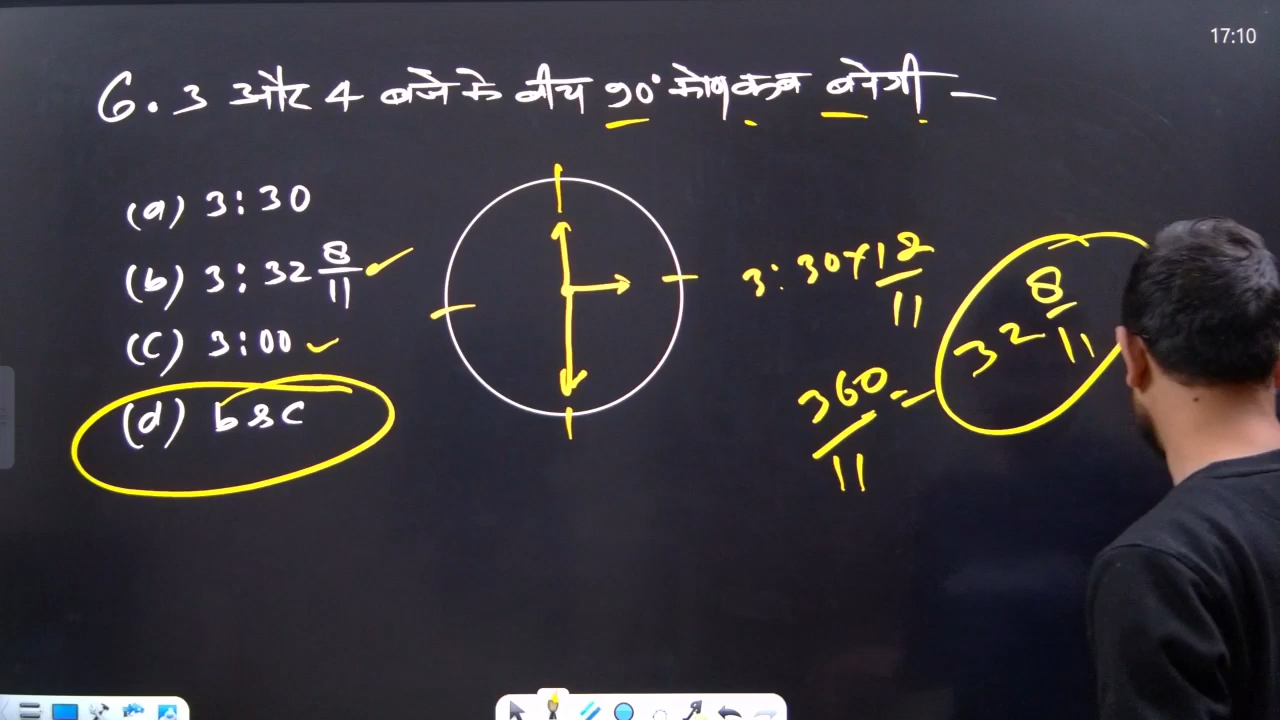 17:10
6. 3 और 4 बजे के बीच 90° कोण कब बनेगी -
(a) 3:30
(b) 3: 32 8/11
(c) 3:00
(d) b & c
3: 30 × 12/11
360/11 =
32 8/11